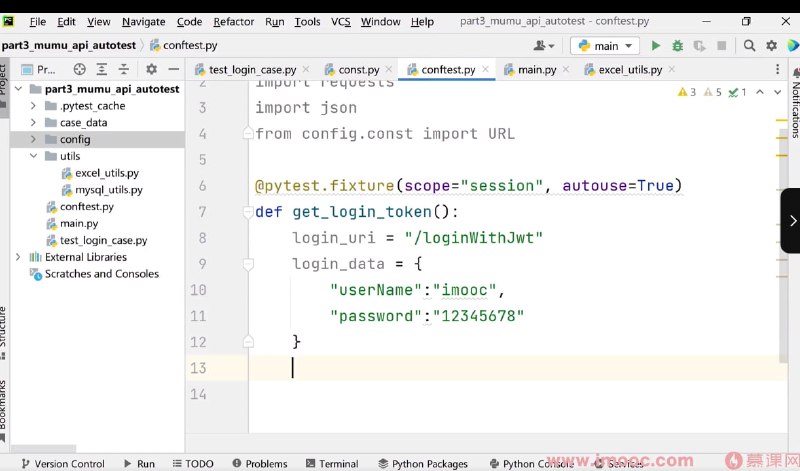 File Edit View Navigate Code Refactor Run Tools VCS Window Help part3_mumu_api_autotest - conftest.py
part3_mumu_api_autotest conftest.py main
Project
Pr...
test_login_case.py const.py conftest.py main.py excel_utils.py
Notifications
part3_mumu_api_autotest
.pytest_cache
case_data
config
utils
excel_utils.py
mysql_utils.py
conftest.py
main.py
test_login_case.py
External Libraries
Scratches and Consoles
3 5 1
2 import requests
3 import json
4 from config.const import URL
5
6 @pytest.fixture(scope="session", autouse=True)
7 def get_login_token():
8 login_uri = "/loginWithJwt"
9 login_data = {
10 "userName":"imooc",
11 "password":"12345678"
12 }
13
14
Structure
Bookmarks
Version Control Run TODO Problems Terminal Python Packages Python Console Services
www.imooc.com 慕课网